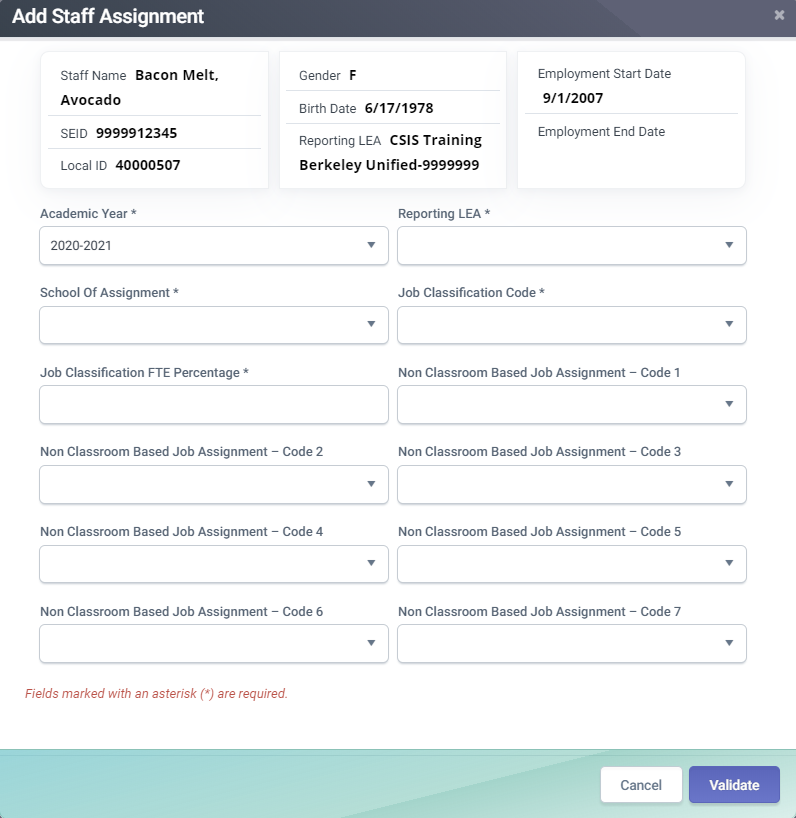 Add Staff Assignment
×
Staff Name Bacon Melt,
Avocado
SEID 9999912345
Local ID 40000507
Gender F
Birth Date 6/17/1978
Reporting LEA CSIS Training
Berkeley Unified-9999999
Employment Start Date
9/1/2007
Employment End Date
Academic Year *
Reporting LEA *
2020-2021
School Of Assignment *
Job Classification Code *
Job Classification FTE Percentage *
Non Classroom Based Job Assignment – Code 1
Non Classroom Based Job Assignment – Code 2
Non Classroom Based Job Assignment – Code 3
Non Classroom Based Job Assignment – Code 4
Non Classroom Based Job Assignment – Code 5
Non Classroom Based Job Assignment – Code 6
Non Classroom Based Job Assignment – Code 7
Fields marked with an asterisk (*) are required.
Cancel
Validate